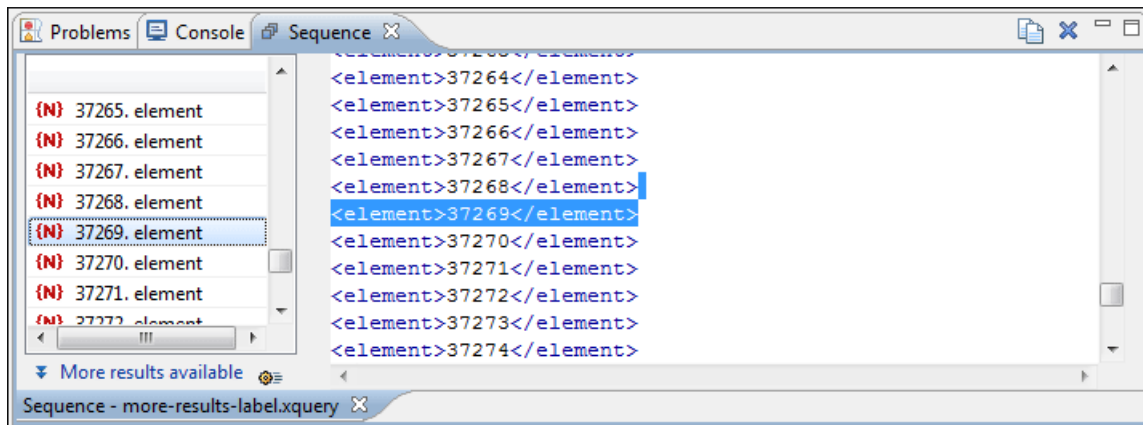 Problems Console Sequence
37265. element
37266. element
37267. element
37268. element
37269. element
37270. element
37271. element
37272. element
More results available
<element>37264</element>
<element>37265</element>
<element>37266</element>
<element>37267</element>
<element>37268</element>
<element>37269</element>
<element>37270</element>
<element>37271</element>
<element>37272</element>
<element>37273</element>
<element>37274</element>
Sequence - more-results-label.xquery